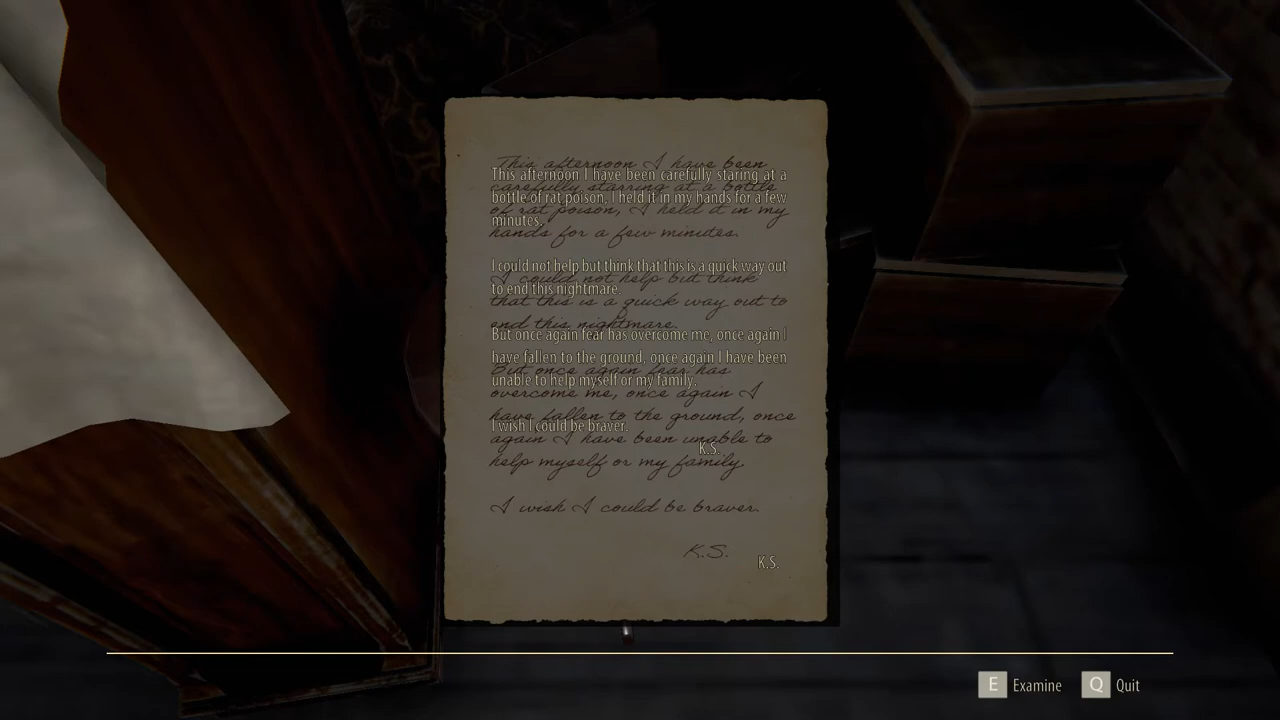 This afternoon I have been
carefully starring at a bottle
of rat poison, I held it in my
hands for a few minutes.
I could not help but think
that this is a quick way out to
end this nightmare.
But once again fear has
overcome me, once again I
have fallen to the ground, once
again I have been unable to
help myself or my family.
I wish I could be braver.
K.S.
This afternoon I have been carefully staring at a
bottle of rat poison, I held it in my hands for a few
minutes.
I could not help but think that this is a quick way out
to end this nightmare.
But once again fear has overcome me, once again I
have fallen to the ground, once again I have been
unable to help myself or my family.
I wish I could be braver.
K.S.
K.S.
E Examine Q Quit